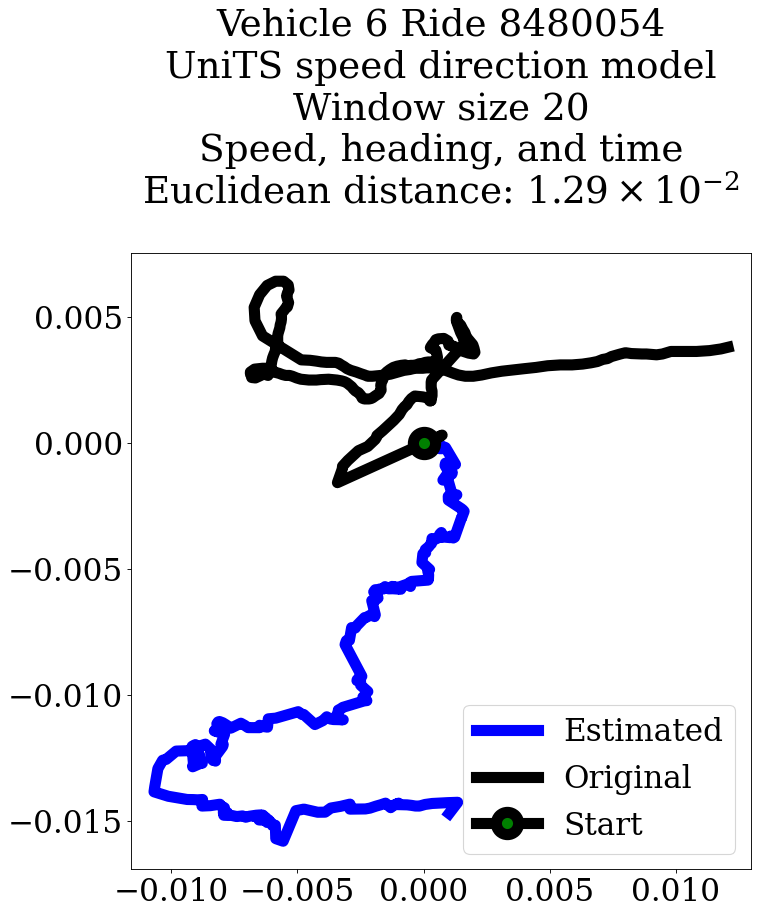 Vehicle 6 Ride 8480054
UniTS speed direction model
Window size 20
Speed, heading, and time
Euclidean distance: 1.29 × 10⁻²
0.005
0.000
−0.005
−0.010
−0.015
Estimated
Original
Start
−0.010 −0.005 0.000 0.005 0.010